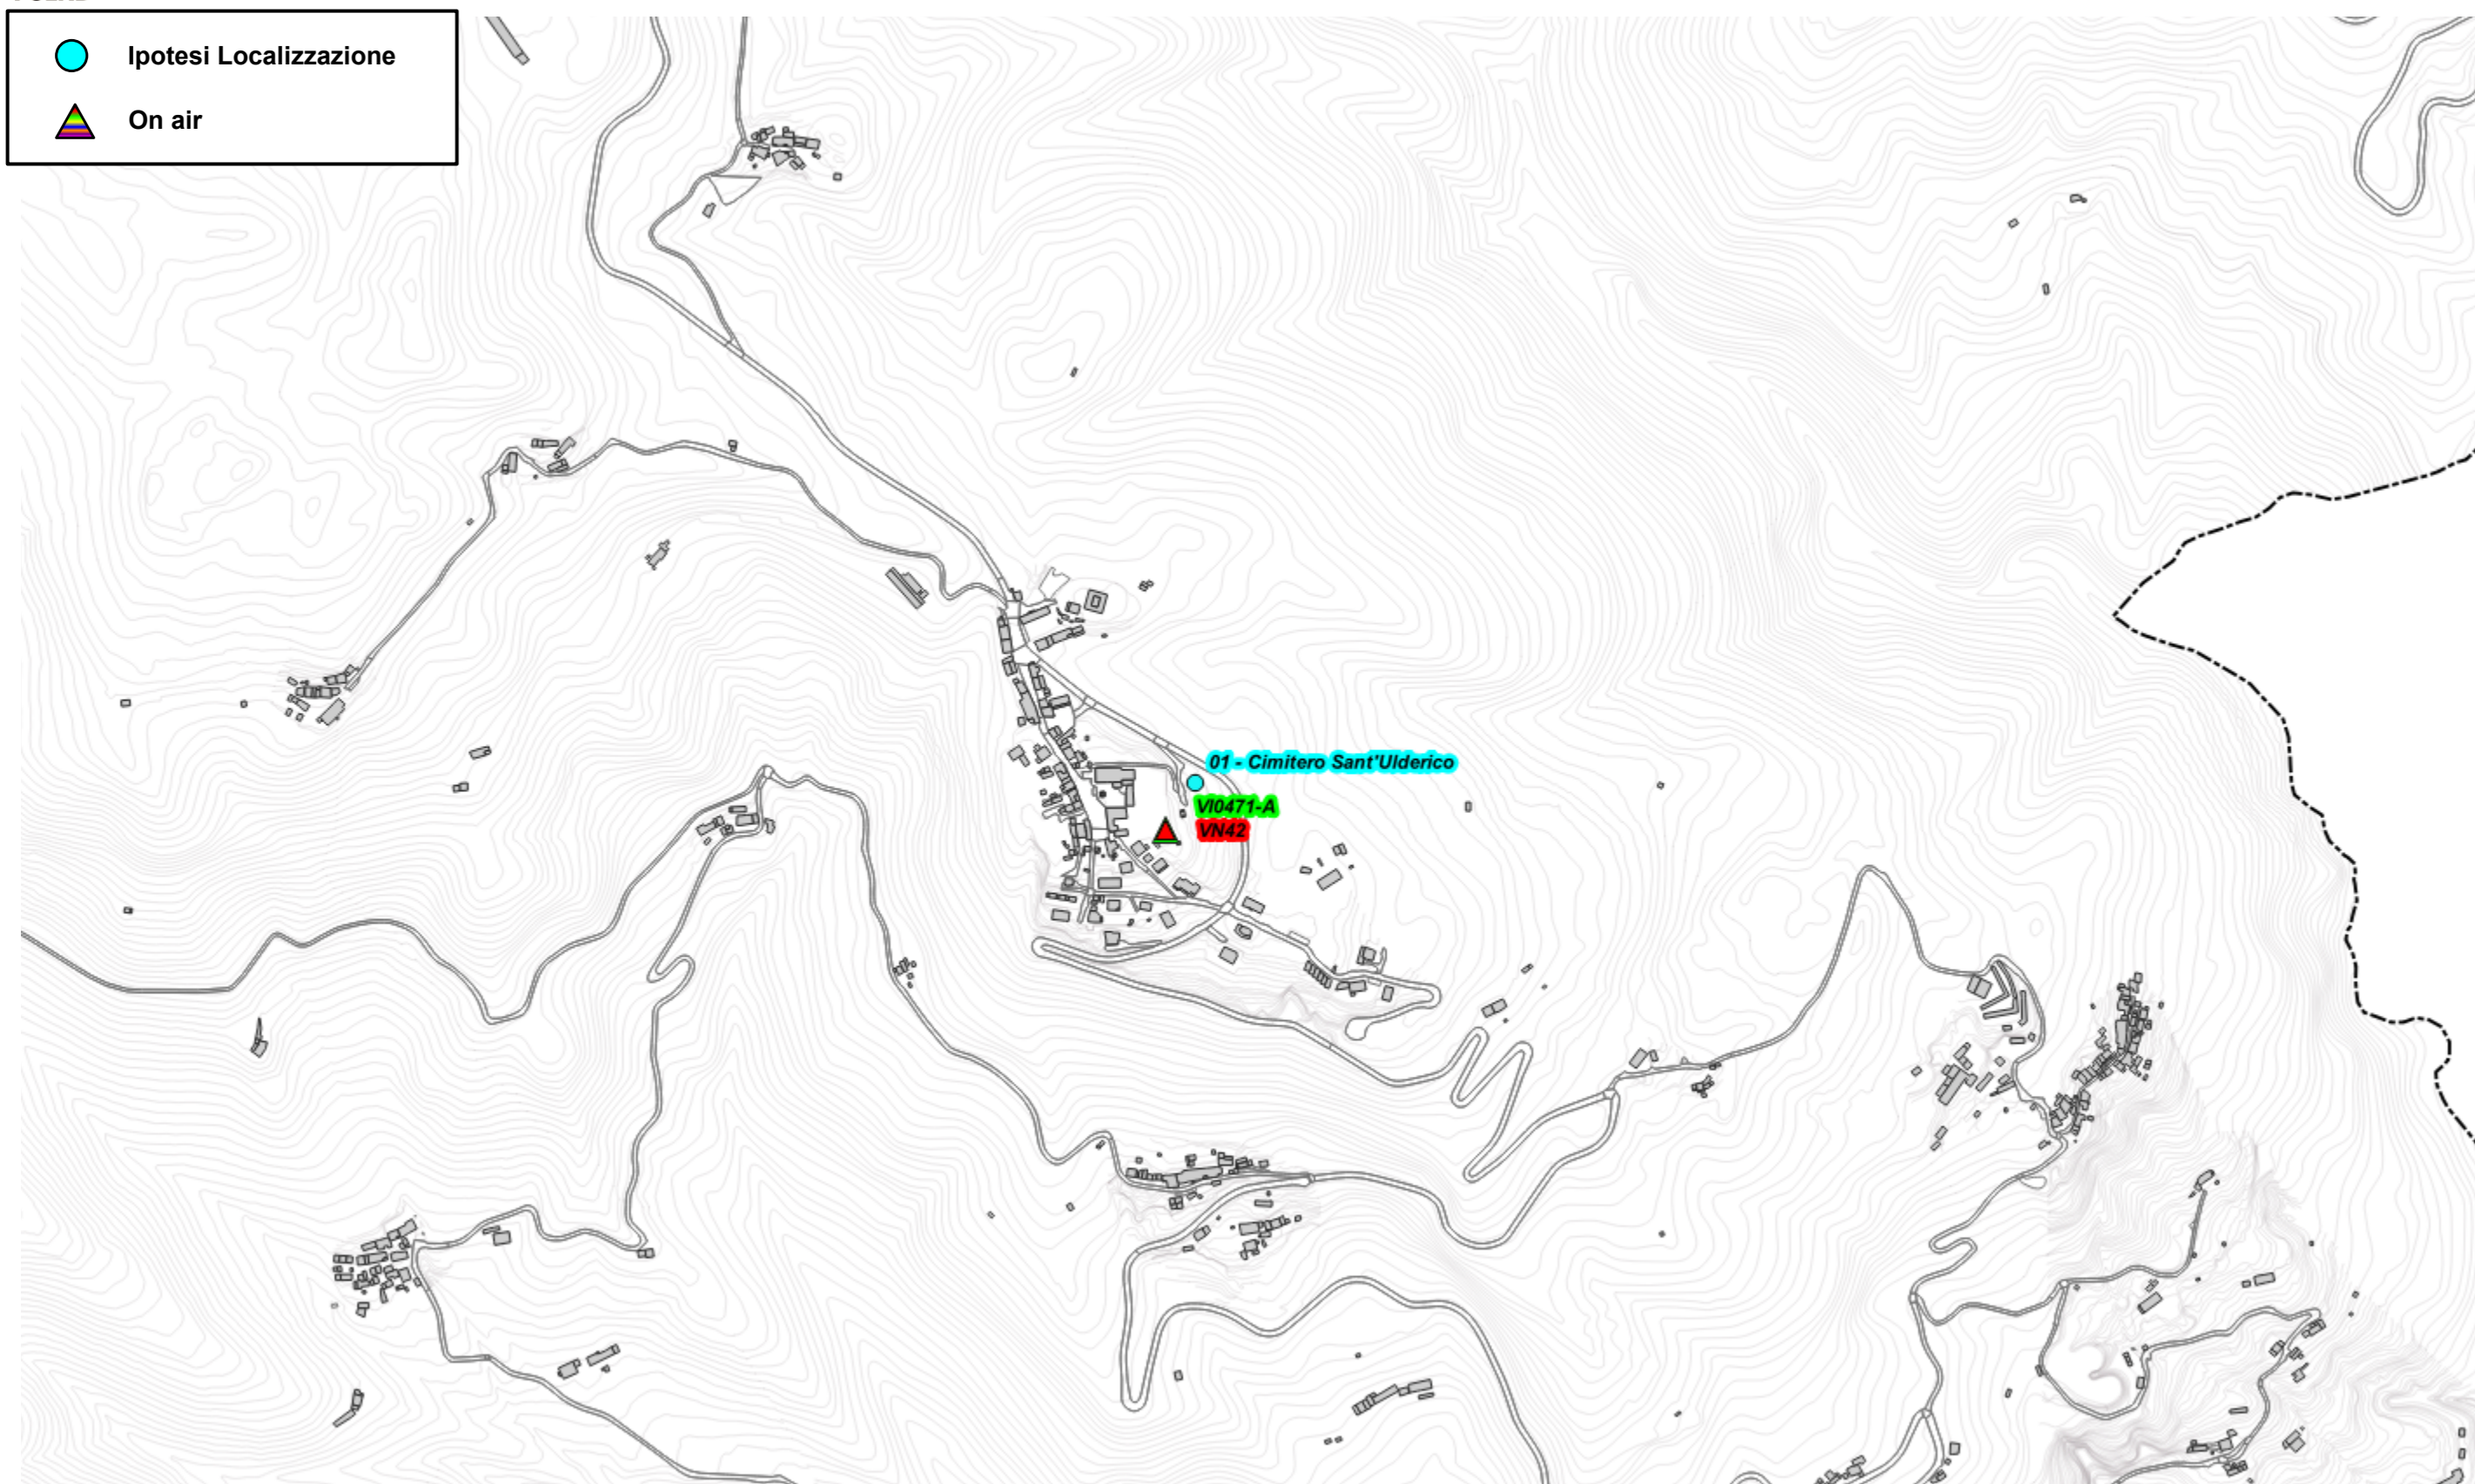 Ipotesi Localizzazione
On air
01 - Cimitero Sant'Ulderico
VI0471-A
VN42